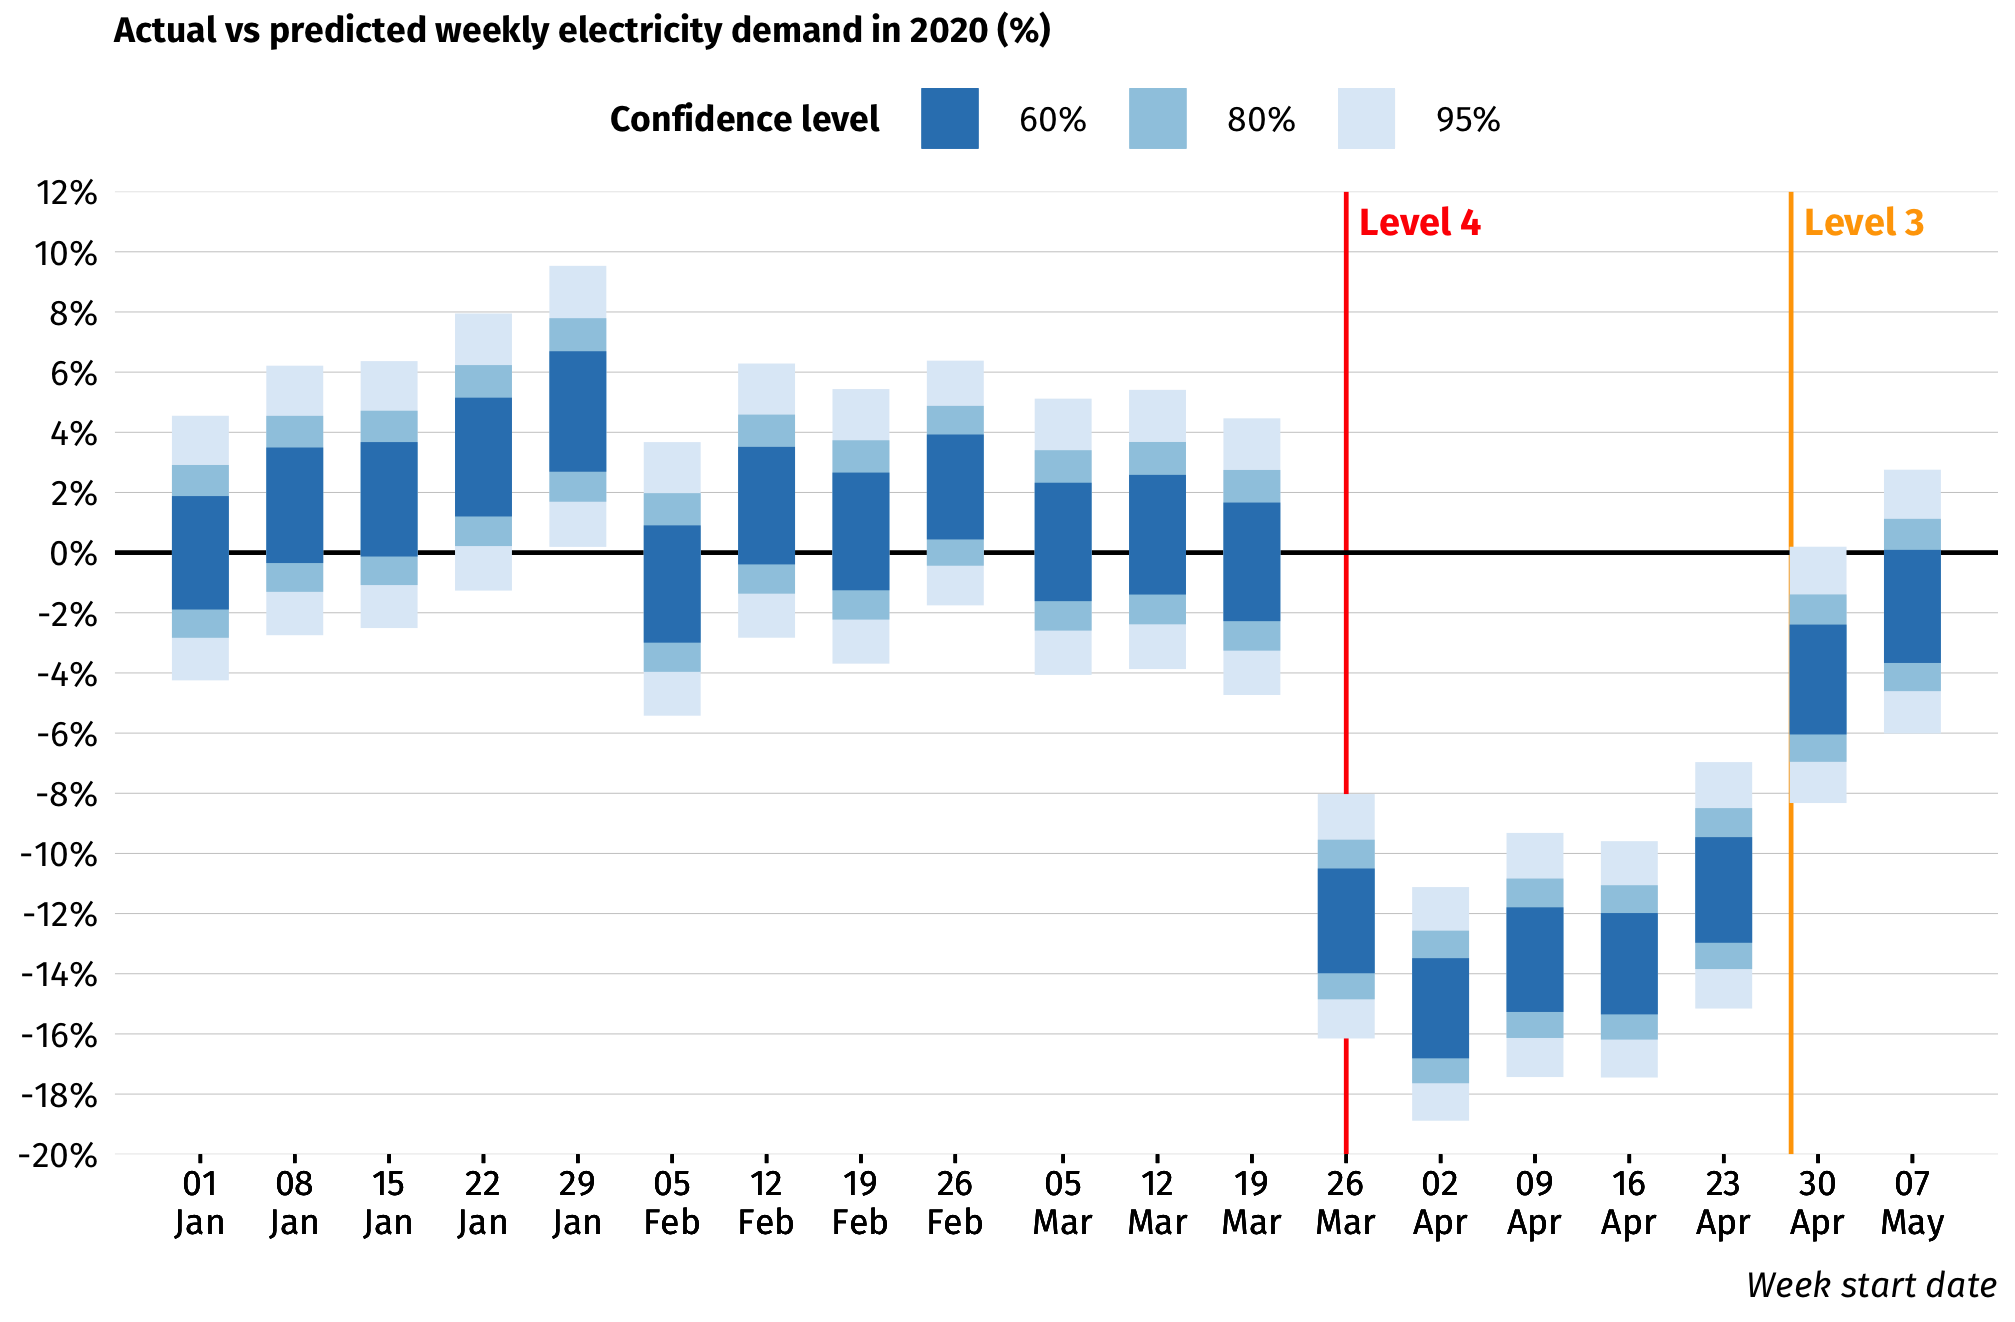 Actual vs predicted weekly electricity demand in 2020 (%)
Confidence level 60% 80% 95%
12%
10%
8%
6%
4%
2%
0%
-2%
-4%
-6%
-8%
-10%
-12%
-14%
-16%
-18%
-20%
Level 4
Level 3
01 08 15 22 29 05 12 19 26 05 12 19 26 02 09 16 23 30 07
Jan Jan Jan Jan Jan Feb Feb Feb Feb Mar Mar Mar Mar Apr Apr Apr Apr Apr May
Week start date